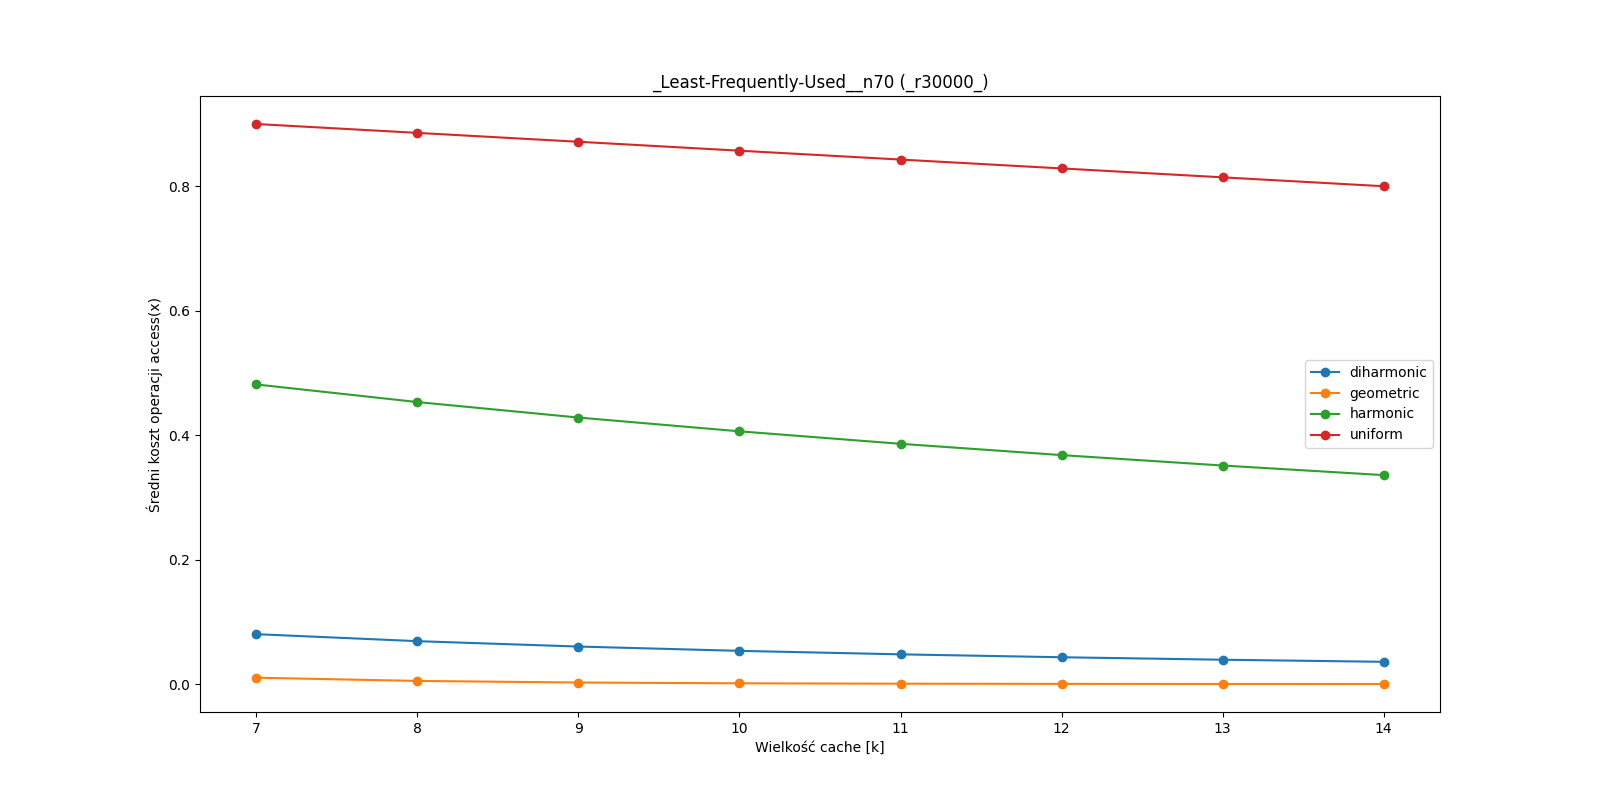 _Least-Frequently-Used__n70 (_r30000_)
Średni koszt operacji access(x)
0.8
0.6
0.4
0.2
0.0
diharmonic
geometric
harmonic
uniform
7 8 9 10 11 12 13 14
Wielkość cache [k]